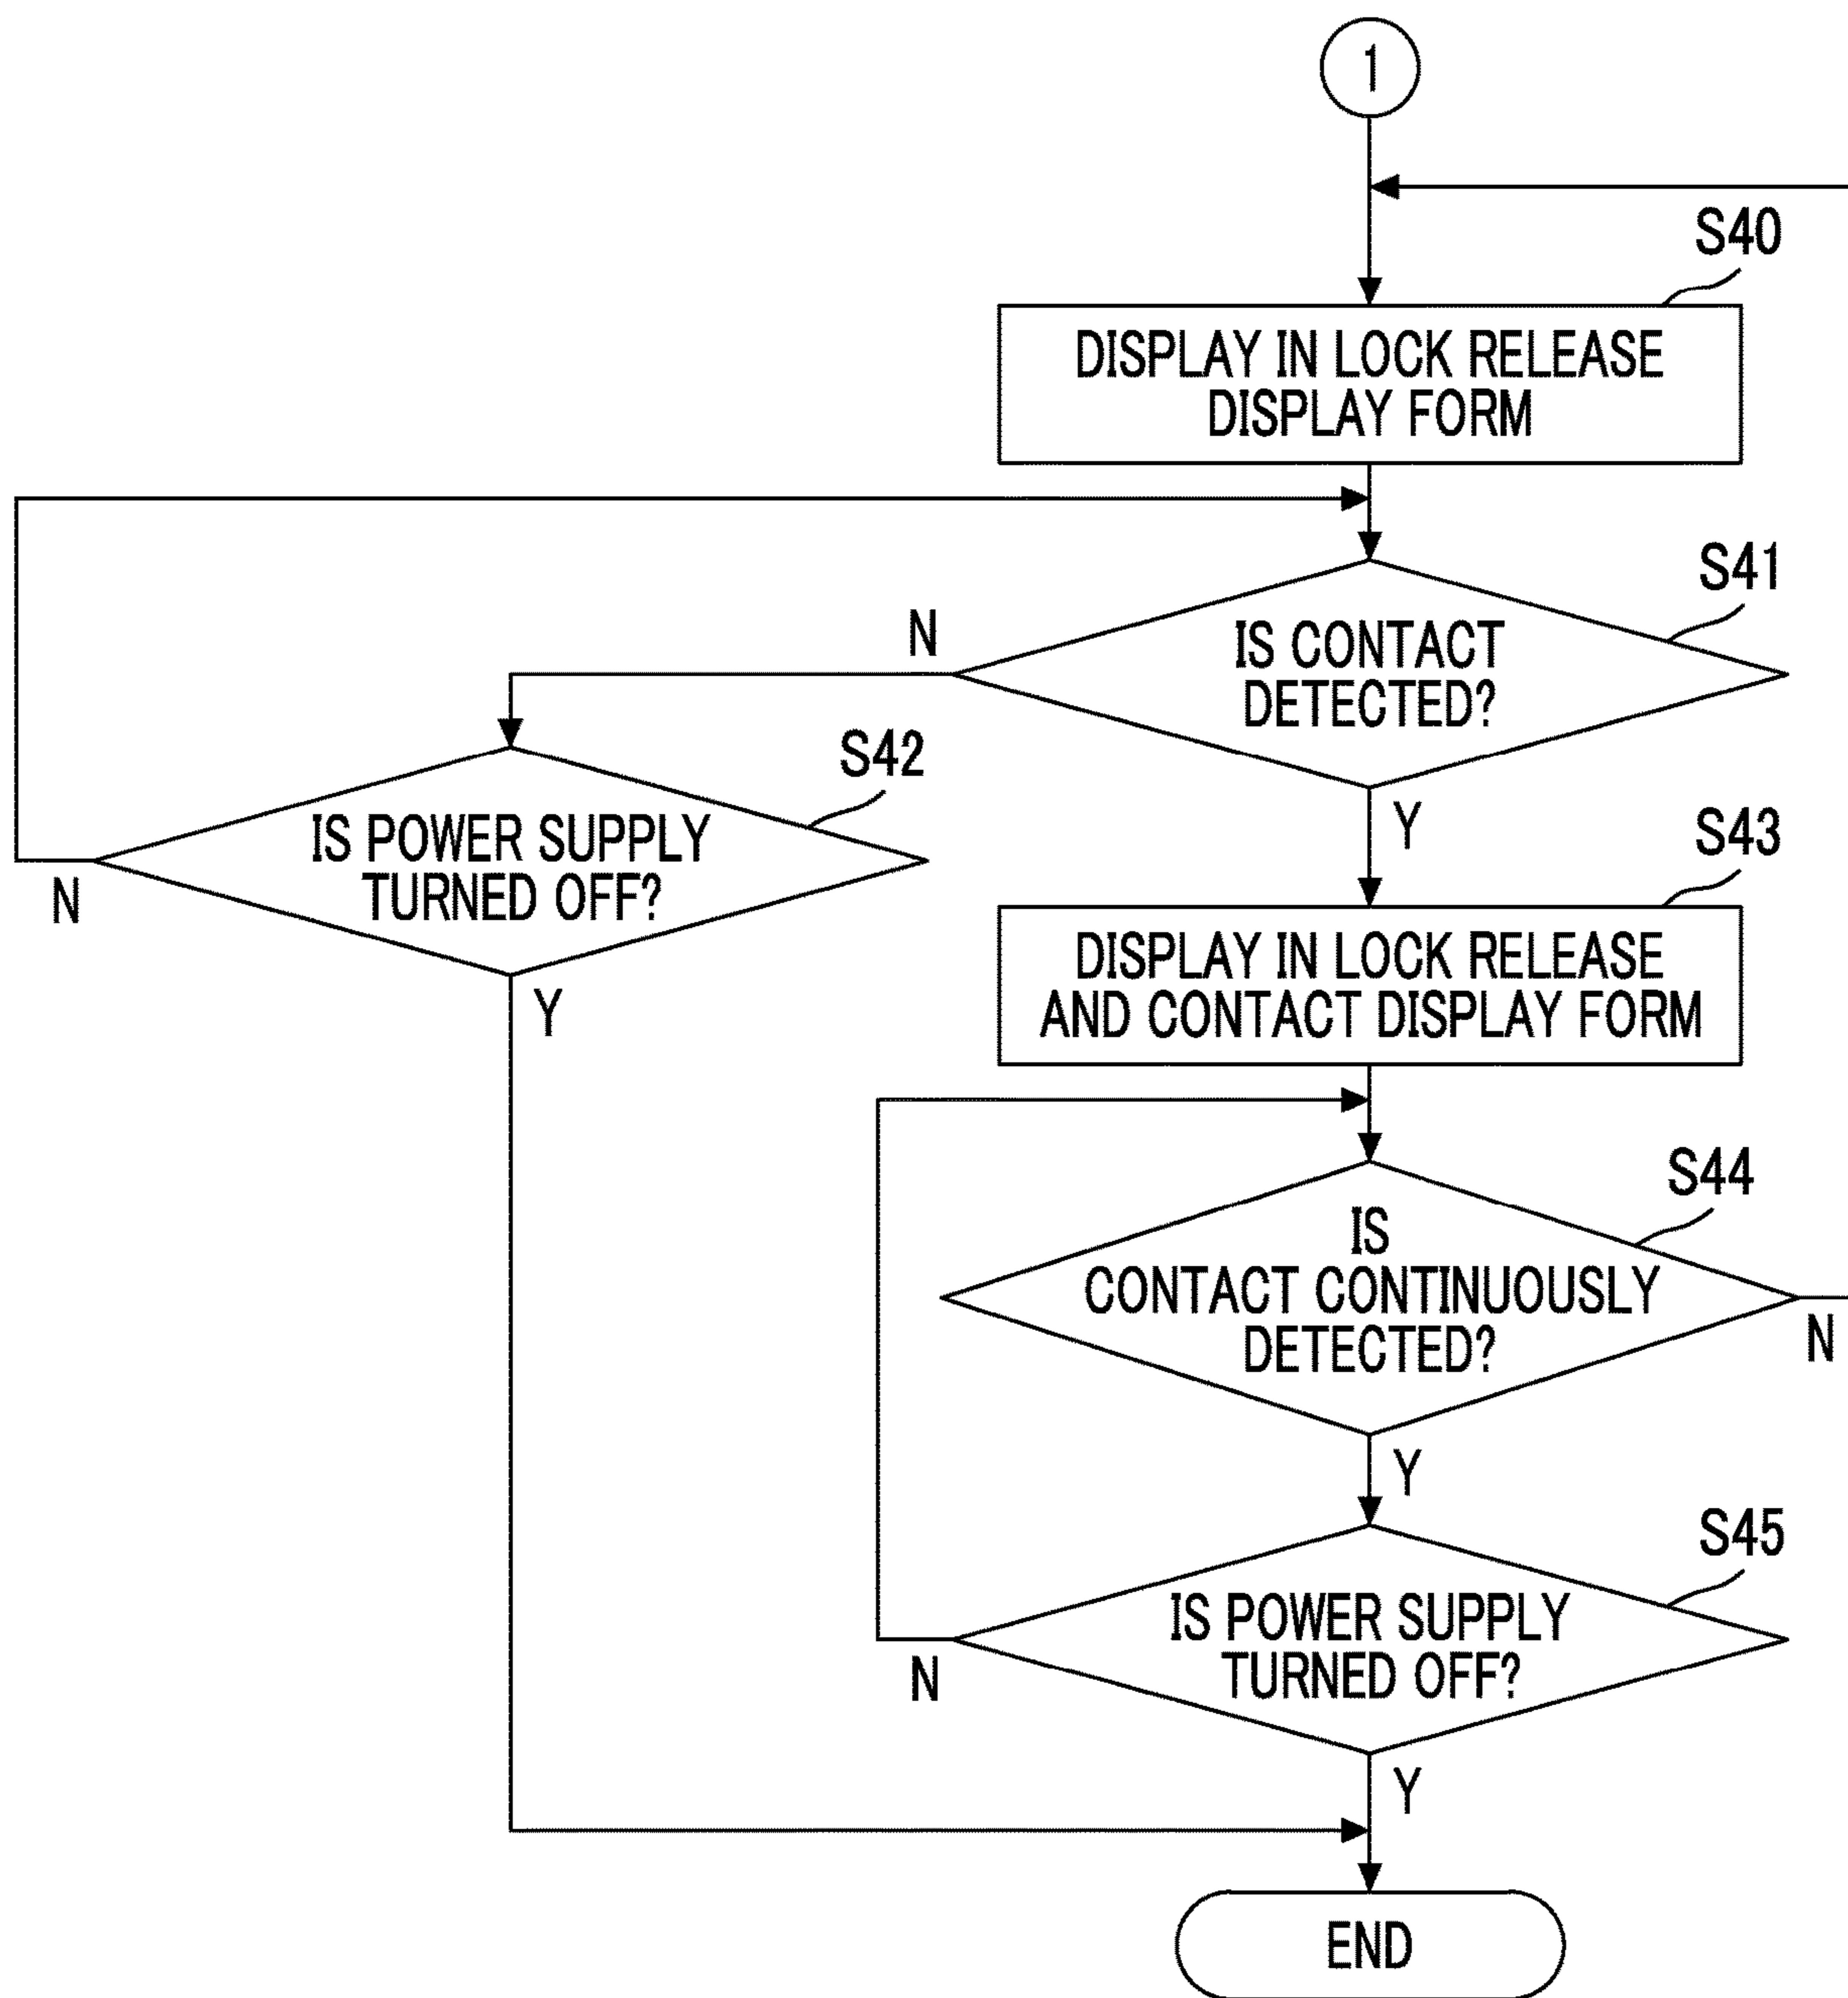 1
S40
DISPLAY IN LOCK RELEASE
DISPLAY FORM
S41
N
IS CONTACT
DETECTED?
S42
Y
S43
IS POWER SUPPLY
TURNED OFF?
N
Y
DISPLAY IN LOCK RELEASE
AND CONTACT DISPLAY FORM
S44
IS
CONTACT CONTINUOUSLY
DETECTED?
N
Y
S45
IS POWER SUPPLY
TURNED OFF?
N
Y
END